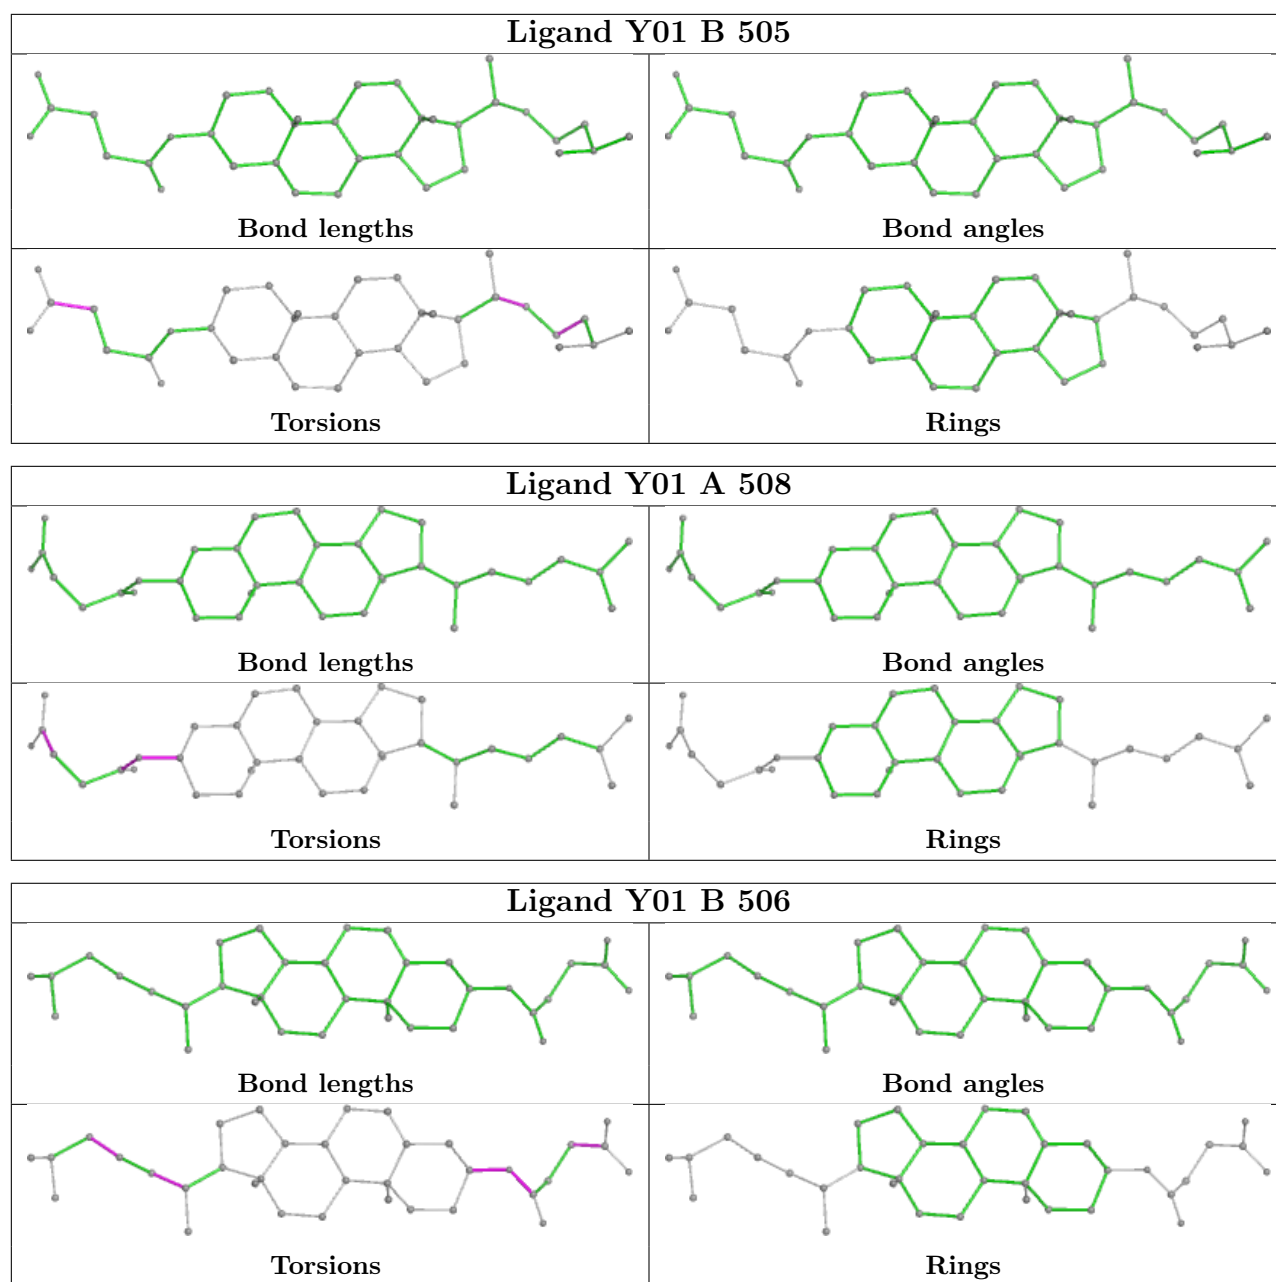 Ligand Y01 B 505
Bond lengths
Bond angles
Torsions
Rings
Ligand Y01 A 508
Bond lengths
Bond angles
Torsions
Rings
Ligand Y01 B 506
Bond lengths
Bond angles
Torsions
Rings